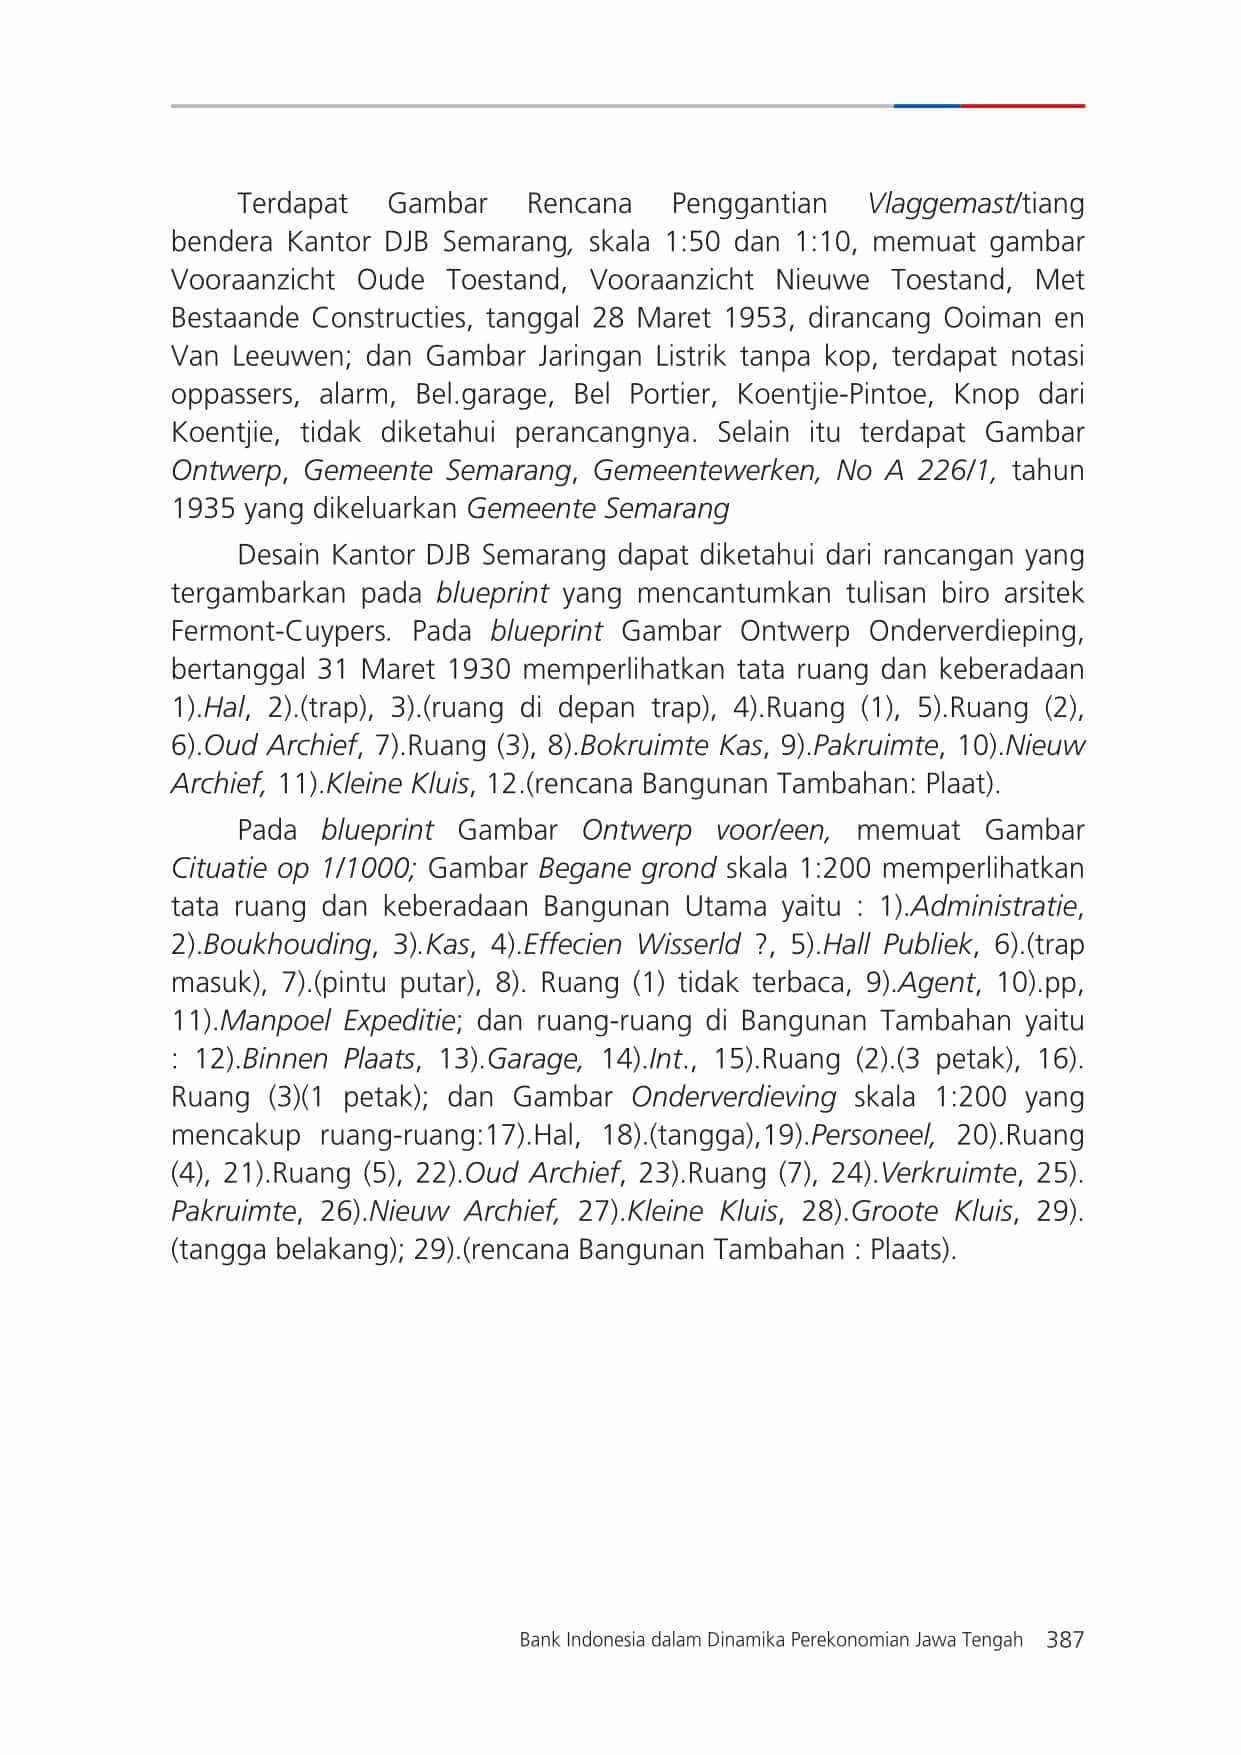 Terdapat Gambar Rencana Penggantian Vlaggemast/tiang
bendera Kantor DJB Semarang, skala 1:50 dan 1:10, memuat gambar
Vooraanzicht Oude Toestand, Vooraanzicht Nieuwe Toestand, Met
Bestaande Constructies, tanggal 28 Maret 1953, dirancang Ooiman en
Van Leeuwen; dan Gambar Jaringan Listrik tanpa kop, terdapat notasi
oppassers, alarm, Bel.garage, Bel Portier, Koentjie-Pintoe, Knop dari
Koentjie, tidak diketahui perancangnya. Selain itu terdapat Gambar
Ontwerp, Gemeente Semarang, Gemeentewerken, No A 226/1, tahun
1935 yang dikeluarkan Gemeente Semarang
Desain Kantor DJB Semarang dapat diketahui dari rancangan yang
tergambarkan pada blueprint yang mencantumkan tulisan biro arsitek
Fermont-Cuypers. Pada blueprint Gambar Ontwerp Onderverdieping,
bertanggal 31 Maret 1930 memperlihatkan tata ruang dan keberadaan
1).Hal, 2).(trap), 3).(ruang di depan trap), 4).Ruang (1), 5).Ruang (2),
6).Oud Archief, 7).Ruang (3), 8).Bokruimte Kas, 9).Pakruimte, 10).Nieuw
Archief, 11).Kleine Kluis, 12.(rencana Bangunan Tambahan: Plaat).
Pada blueprint Gambar Ontwerp voor/een, memuat Gambar
Cituatie op 1/1000; Gambar Begane grond skala 1:200 memperlihatkan
tata ruang dan keberadaan Bangunan Utama yaitu : 1).Administratie,
2).Boukhouding, 3).Kas, 4).Effecien Wisserld ?, 5).Hall Publiek, 6).(trap
masuk), 7).(pintu putar), 8). Ruang (1) tidak terbaca, 9).Agent, 10).pp,
11).Manpoel Expeditie; dan ruang-ruang di Bangunan Tambahan yaitu
: 12).Binnen Plaats, 13).Garage, 14).Int., 15).Ruang (2).(3 petak), 16).
Ruang (3)(1 petak); dan Gambar Onderverdieving skala 1:200 yang
mencakup ruang-ruang:17).Hal, 18).(tangga),19).Personeel, 20).Ruang
(4), 21).Ruang (5), 22).Oud Archief, 23).Ruang (7), 24).Verkruimte, 25).
Pakruimte, 26).Nieuw Archief, 27).Kleine Kluis, 28).Groote Kluis, 29).
(tangga belakang); 29).(rencana Bangunan Tambahan : Plaats).
Bank Indonesia dalam Dinamika Perekonomian Jawa Tengah 387